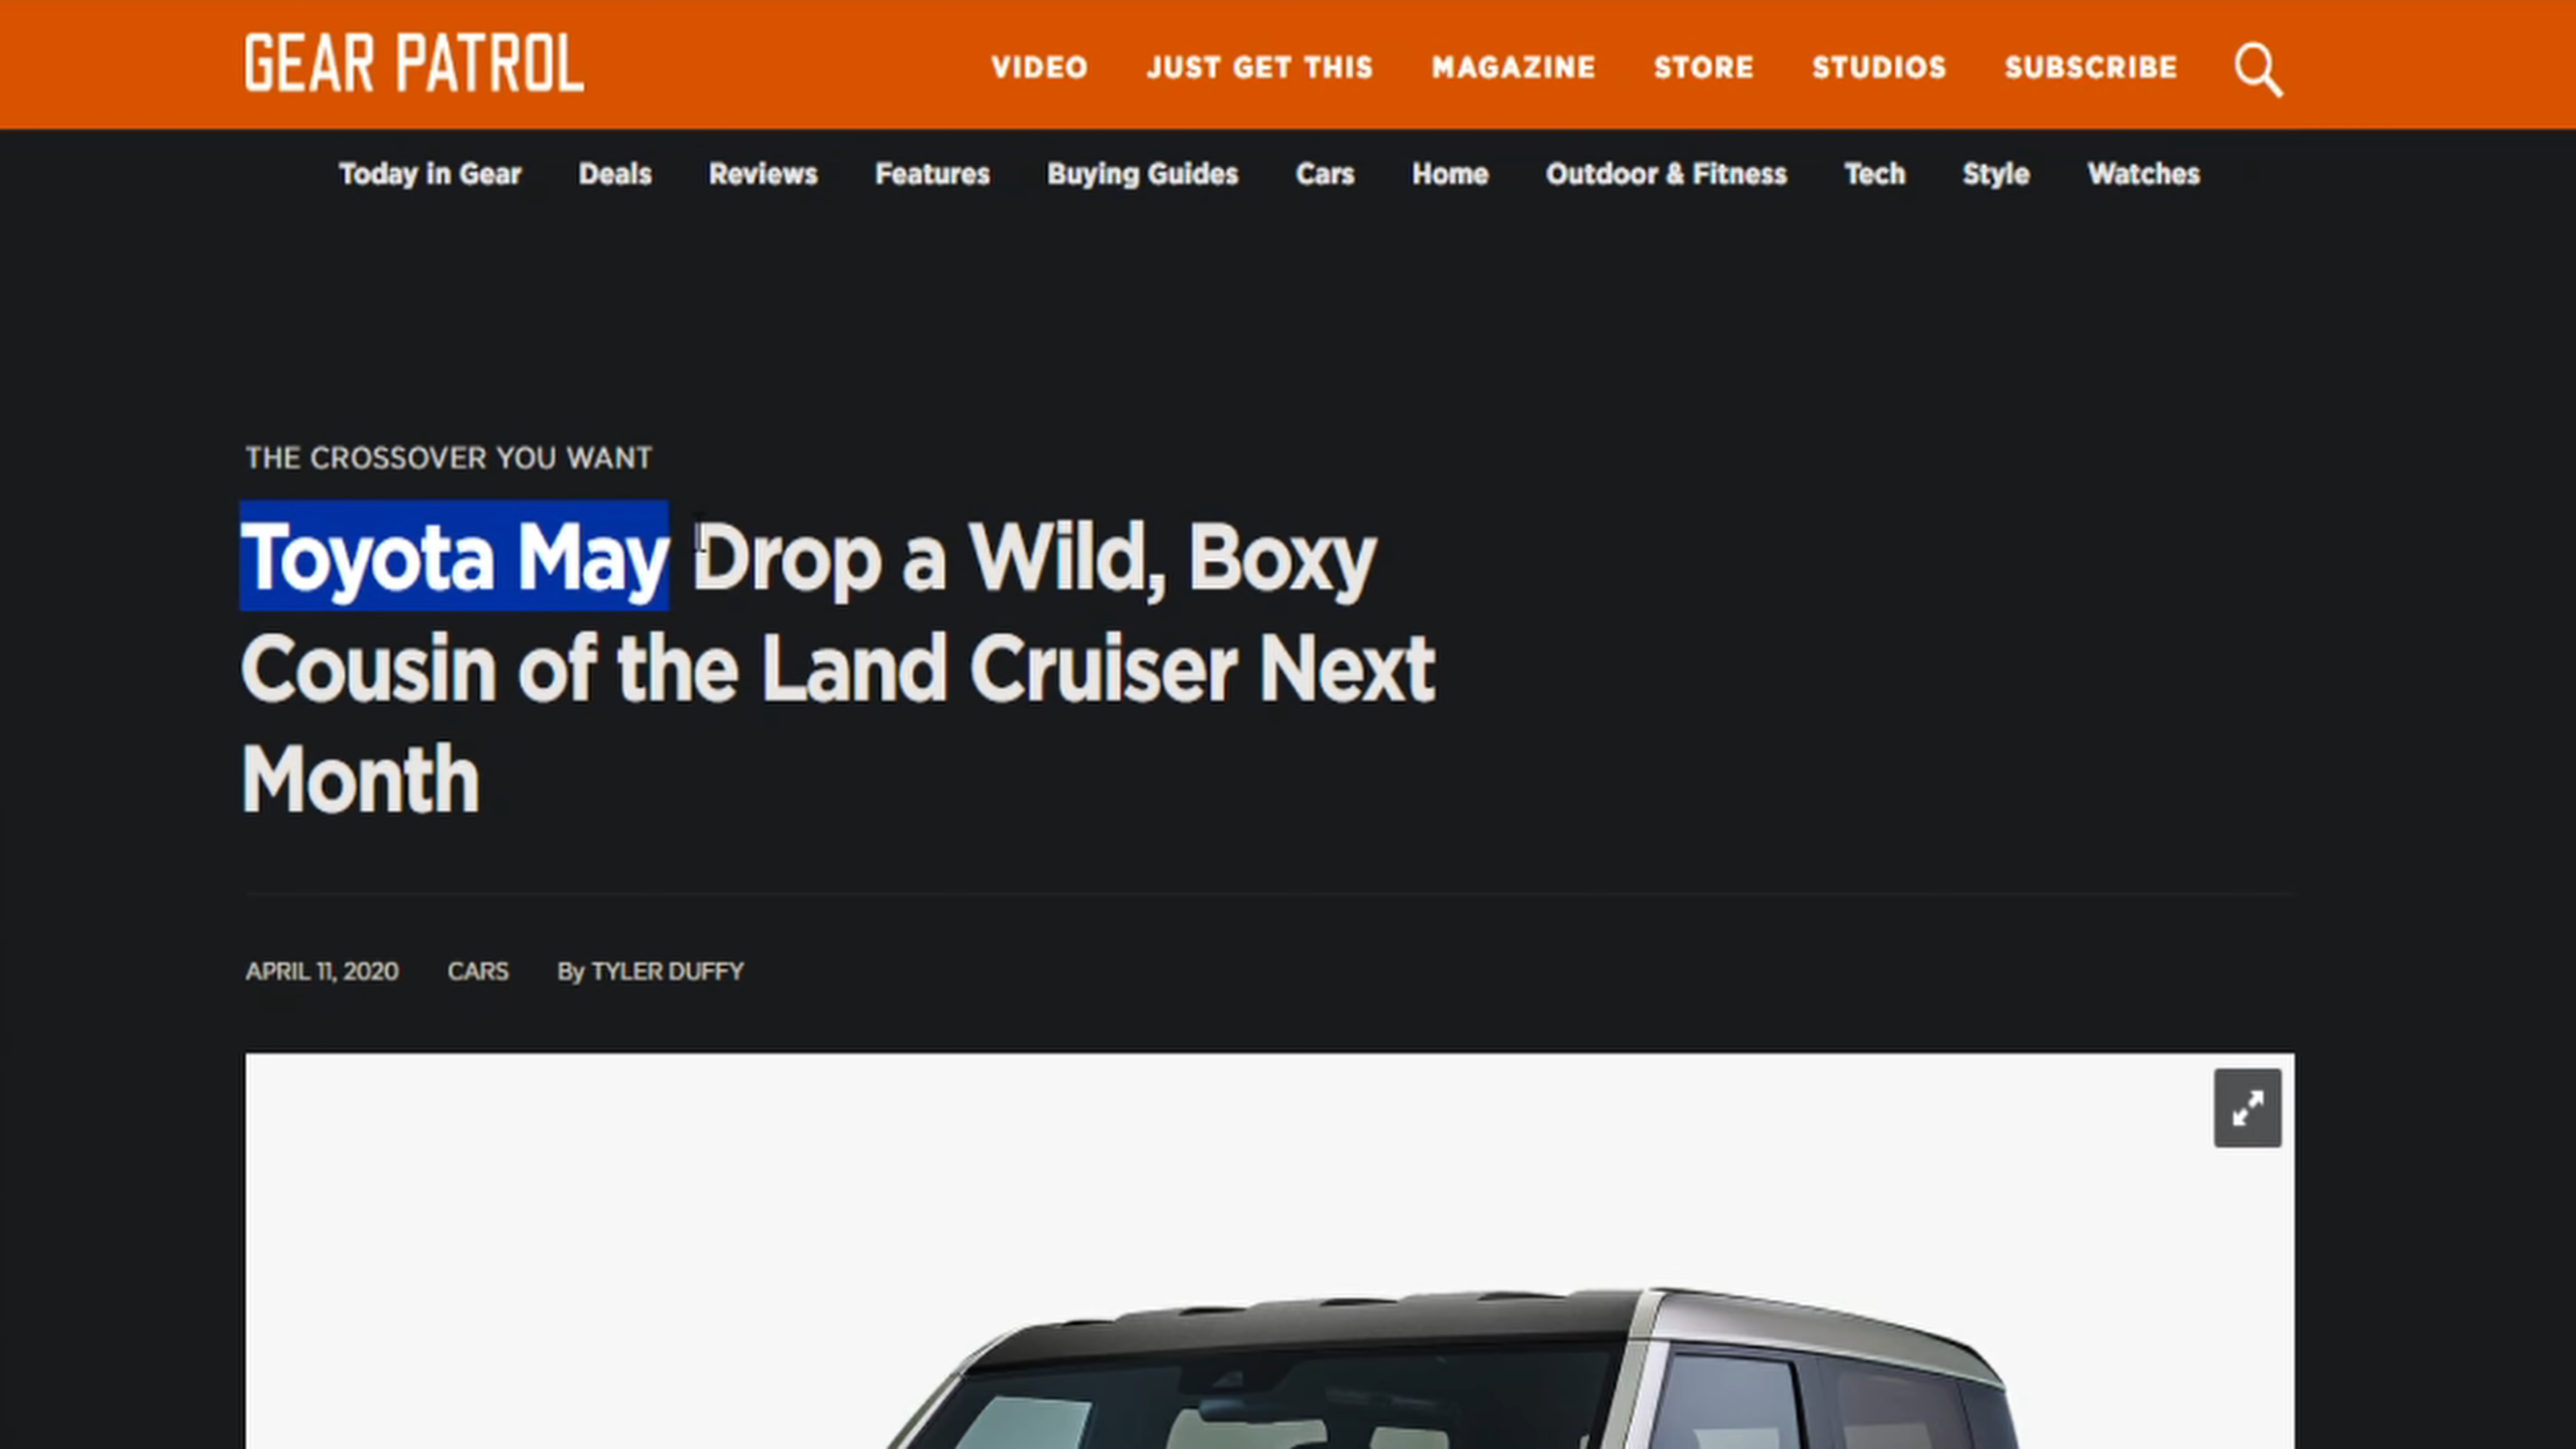 GEAR PATROL
VIDEO JUST GET THIS MAGAZINE STORE STUDIOS SUBSCRIBE
Today in Gear Deals Reviews Features Buying Guides Cars Home Outdoor & Fitness Tech Style Watches
THE CROSSOVER YOU WANT
Toyota May Drop a Wild, Boxy
Cousin of the Land Cruiser Next
Month
APRIL 11, 2020 CARS By TYLER DUFFY